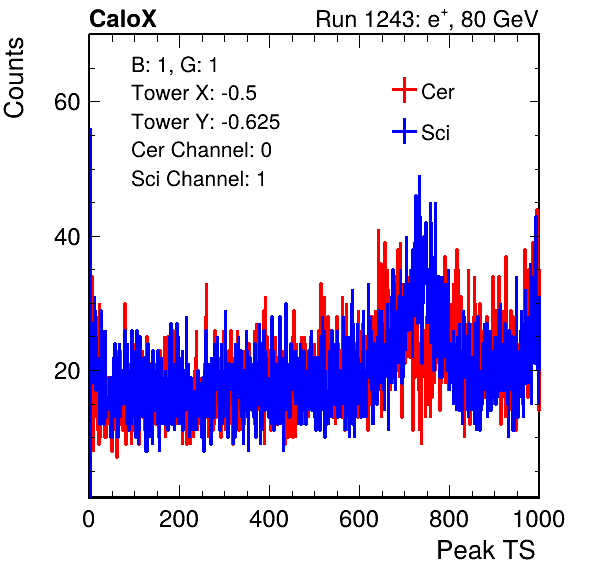 CaloX Run 1243: e⁺, 80 GeV
Counts
B: 1, G: 1
Tower X: -0.5
Tower Y: -0.625
Cer Channel: 0
Sci Channel: 1
Cer
Sci
60
40
20
0 200 400 600 800 1000
Peak TS